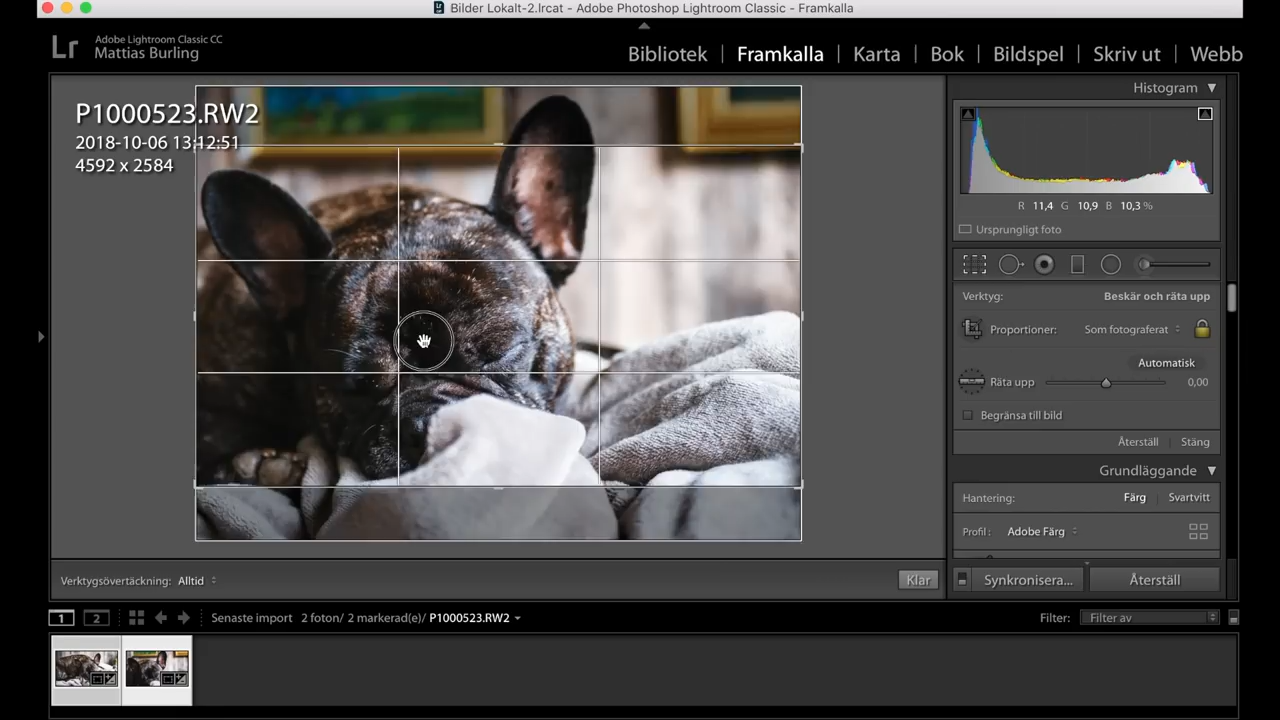 Bilder Lokalt-2.lrcat - Adobe Photoshop Lightroom Classic - Framkalla
Lr
Adobe Lightroom Classic CC
Mattias Burling
Bibliotek | Framkalla | Karta | Bok | Bildspel | Skriv ut | Webb
P1000523.RW2
2018-10-06 13:12:51
4592 x 2584
Histogram
R 11,4 G 10,9 B 10,3 %
Ursprungligt foto
Verktyg: Beskär och räta upp
Proportioner: Som fotograferat
Automatisk
Räta upp 0,00
Begränsa till bild
Återställ Stäng
Grundläggande
Hantering: Färg Svartvitt
Profil: Adobe Färg
Verktygsövertäckning: Alltid
Klar
Synkronisera... Återställ
1 2 Senaste import 2 foton/ 2 markerad(e)/ P1000523.RW2
Filter: Filter av